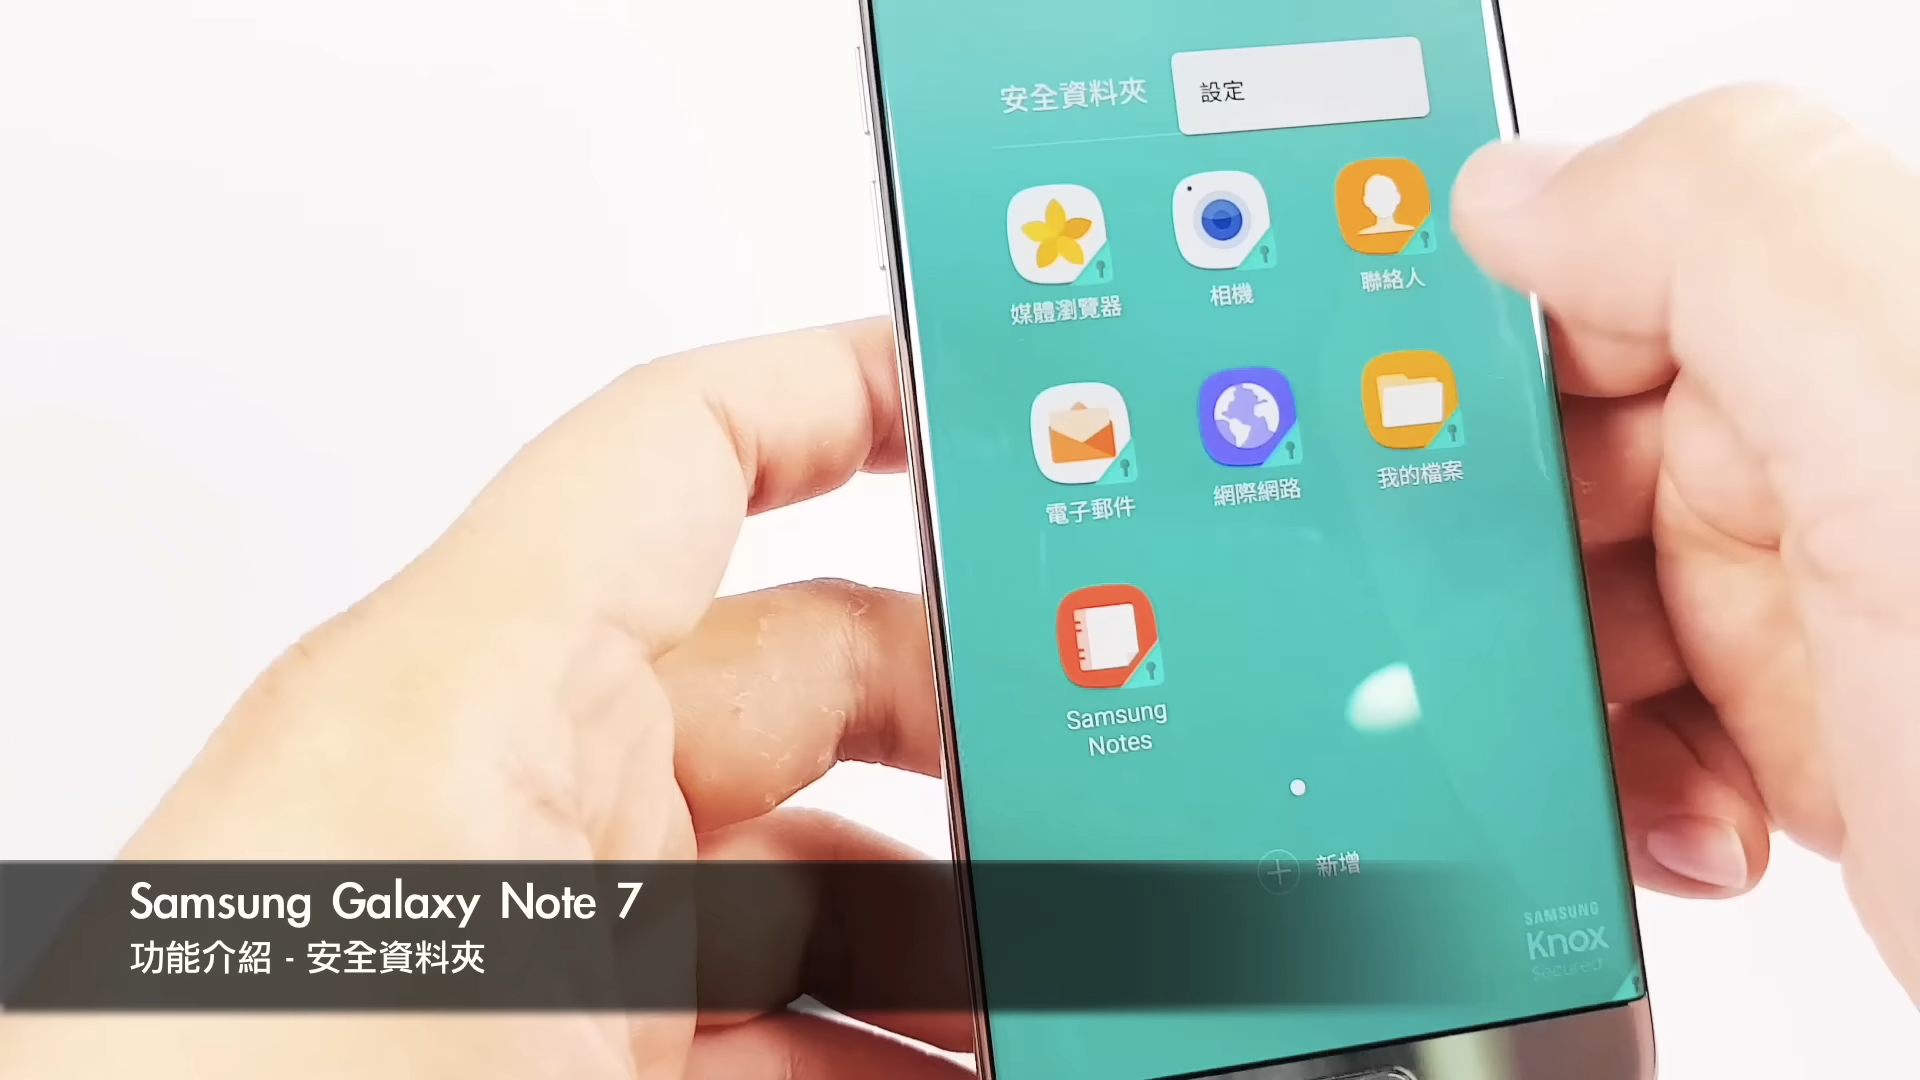 安全資料夾
設定
媒體瀏覽器
相機
聯絡人
電子郵件
網際網路
我的檔案
Samsung
Notes
新增
SAMSUNG
Knox
Secured
Samsung Galaxy Note 7
功能介紹 - 安全資料夾